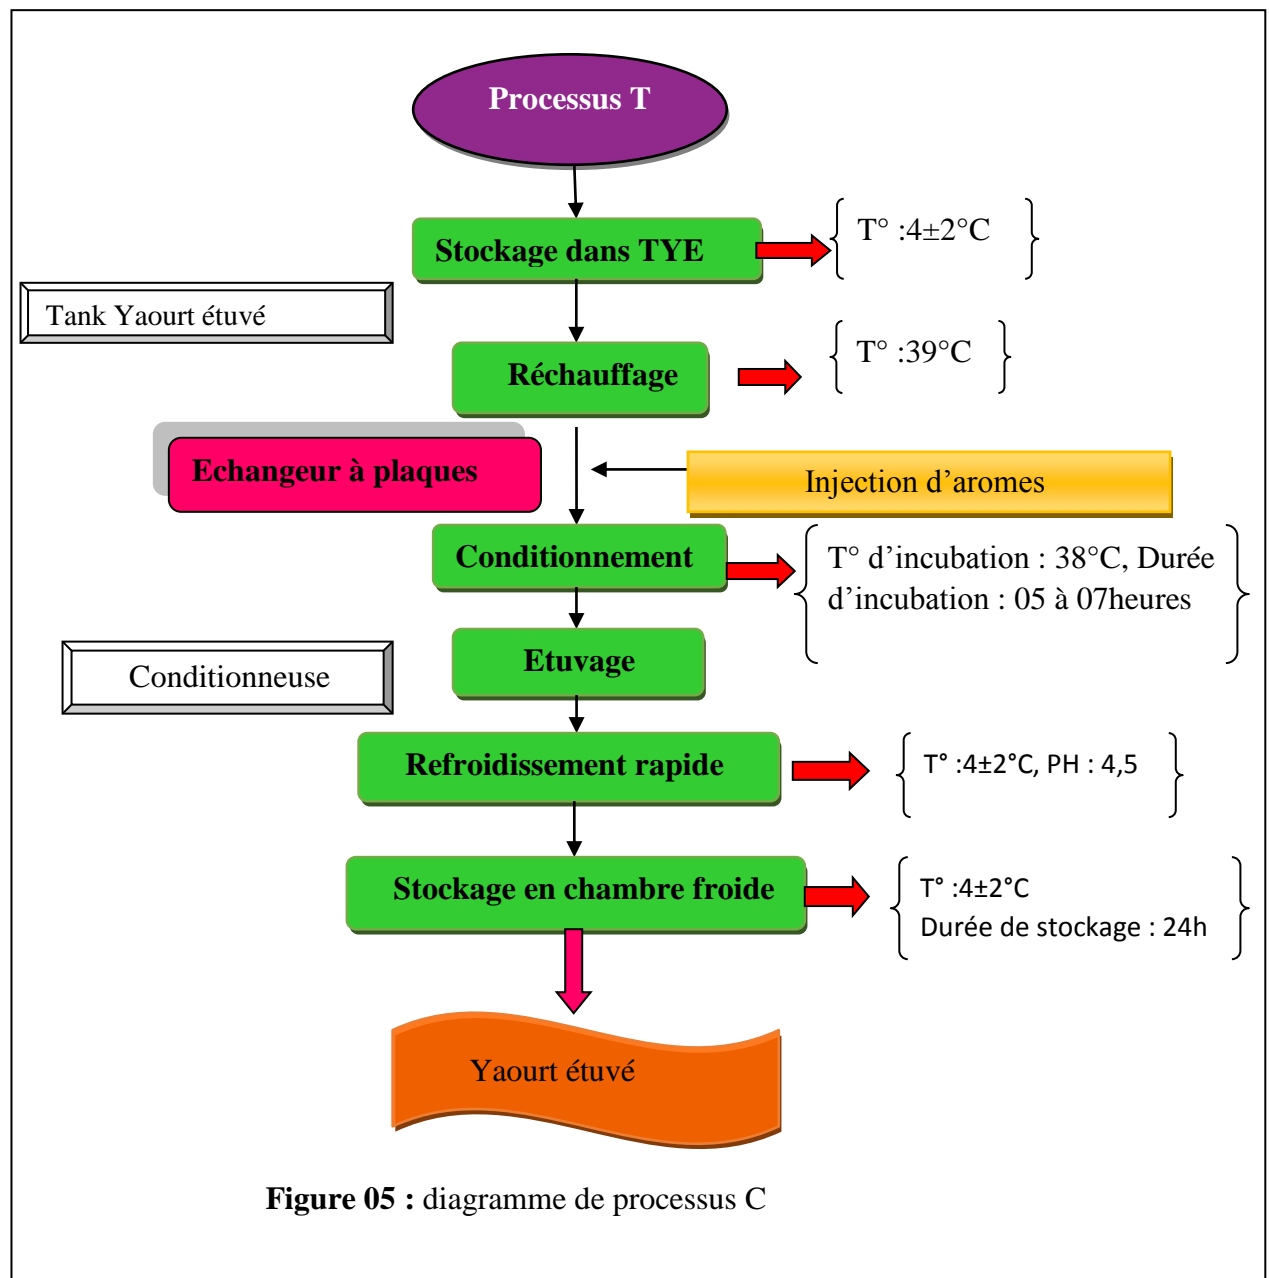 Processus T
Stockage dans TYE
T° :4±2°C
Tank Yaourt étuvé
Réchauffage
T° :39°C
Echangeur à plaques
Injection d’aromes
Conditionnement
T° d’incubation : 38°C, Durée
d’incubation : 05 à 07heures
Etuvage
Conditionneuse
Refroidissement rapide
T° :4±2°C, PH : 4,5
Stockage en chambre froide
T° :4±2°C
Durée de stockage : 24h
Yaourt étuvé
Figure 05 : diagramme de processus C